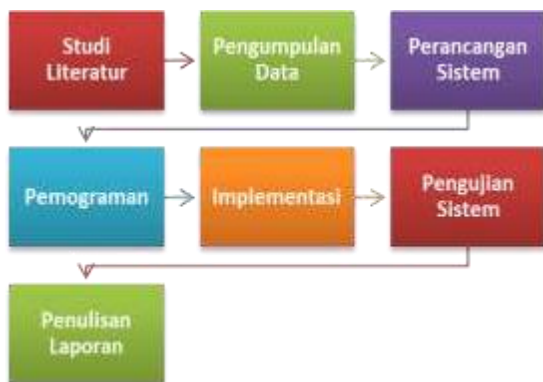 Studi
Literatur
Pengumpulan
Data
Perancangan
Sistem
Pemograman
Implementasi
Pengujian
Sistem
Penulisan
Laporan